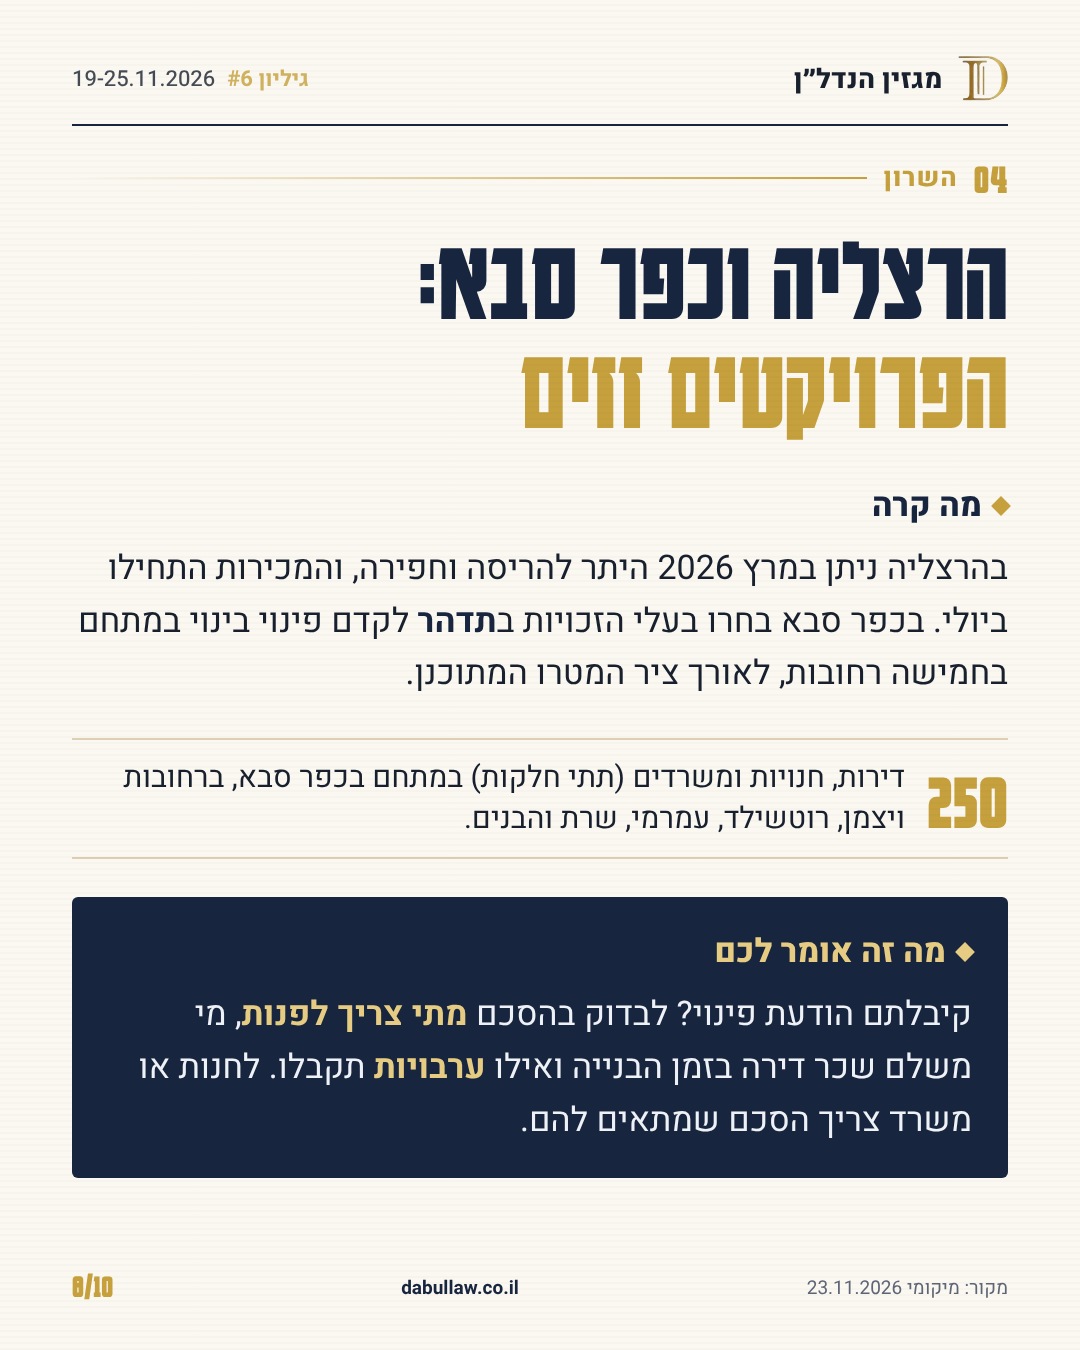 מגזין הנדל״ן
גיליון #6 19-25.11.2026
04 השרון
הרצליה וכפר סבא:
הפרויקטים זזים
מה קרה
בהרצליה ניתן במרץ 2026 היתר להריסה וחפירה, והמכירות התחילו
ביולי. בכפר סבא בחרו בעלי הזכויות בתדהר לקדם פינוי בינוי במתחם
בחמישה רחובות, לאורך ציר המטרו המתוכנן.
250
דירות, חנויות ומשרדים (תתי חלקות) במתחם בכפר סבא, ברחובות
ויצמן, רוטשילד, עמרמי, שרת והבנים.
מה זה אומר לכם
קיבלתם הודעת פינוי? לבדוק בהסכם מתי צריך לפנות, מי
משלם שכר דירה בזמן הבנייה ואילו ערבויות תקבלו. לחנות או
משרד צריך הסכם שמתאים להם.
מקור: מיקומי 23.11.2026
dabullaw.co.il